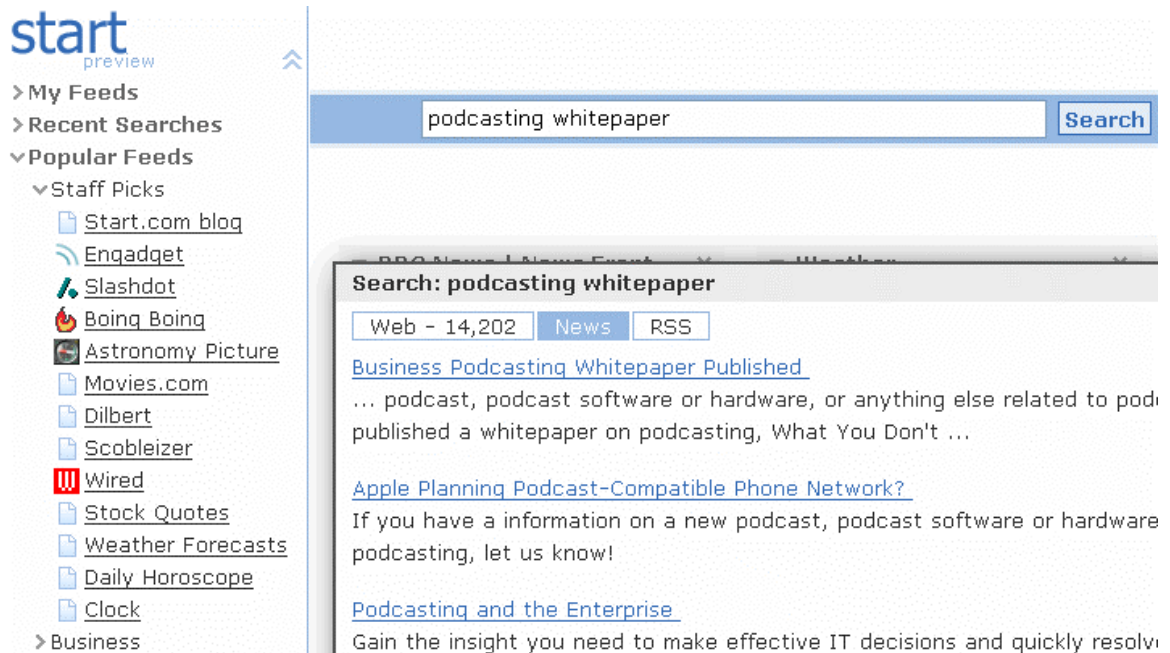 start
preview
My Feeds
Recent Searches
Popular Feeds
Staff Picks
Start.com blog
Engadget
Slashdot
Boing Boing
Astronomy Picture
Movies.com
Dilbert
Scobleizer
Wired
Stock Quotes
Weather Forecasts
Daily Horoscope
Clock
Business
podcasting whitepaper
Search
BBC News | News Front
Weather
Search: podcasting whitepaper
Web - 14,202
News
RSS
Business Podcasting Whitepaper Published
... podcast, podcast software or hardware, or anything else related to pod
published a whitepaper on podcasting, What You Don't ...
Apple Planning Podcast-Compatible Phone Network?
If you have a information on a new podcast, podcast software or hardware
podcasting, let us know!
Podcasting and the Enterprise
Gain the insight you need to make effective IT decisions and quickly resolv